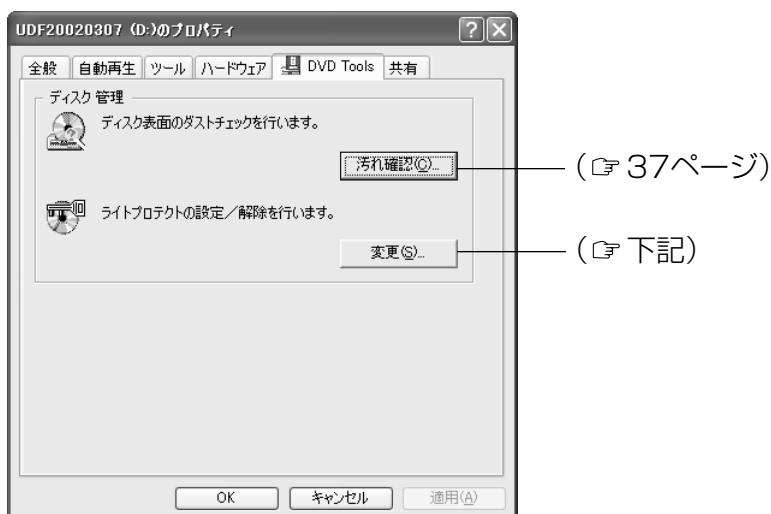 UDF20020307 (D:)のプロパティ
全般 自動再生 ツール ハードウェア DVD Tools 共有
ディスク管理
ディスク表面のダストチェックを行います。
汚れ確認(C)...
(☞ 37ページ)
ライトプロテクトの設定／解除を行います。
変更(S)...
(☞ 下記)
OK キャンセル 適用(A)